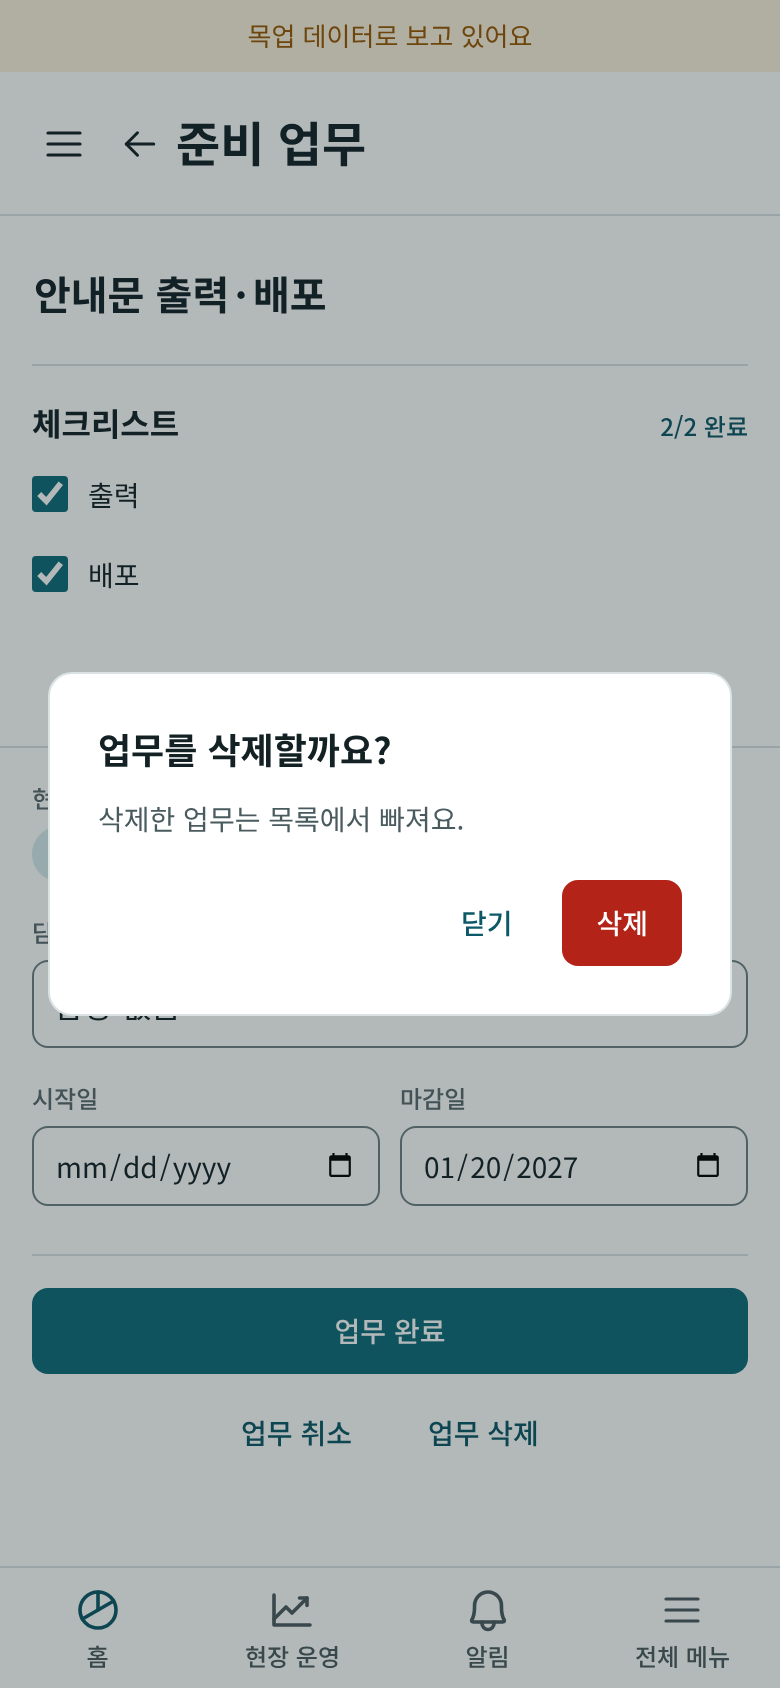 목업 데이터로 보고 있어요
준비 업무
안내문 출력·배포
체크리스트
2/2 완료
출력
배포
업무를 삭제할까요?
삭제한 업무는 목록에서 빠져요.
닫기
삭제
시작일
마감일
mm/dd/yyyy
01/20/2027
업무 완료
업무 취소
업무 삭제
홈
현장 운영
알림
전체 메뉴